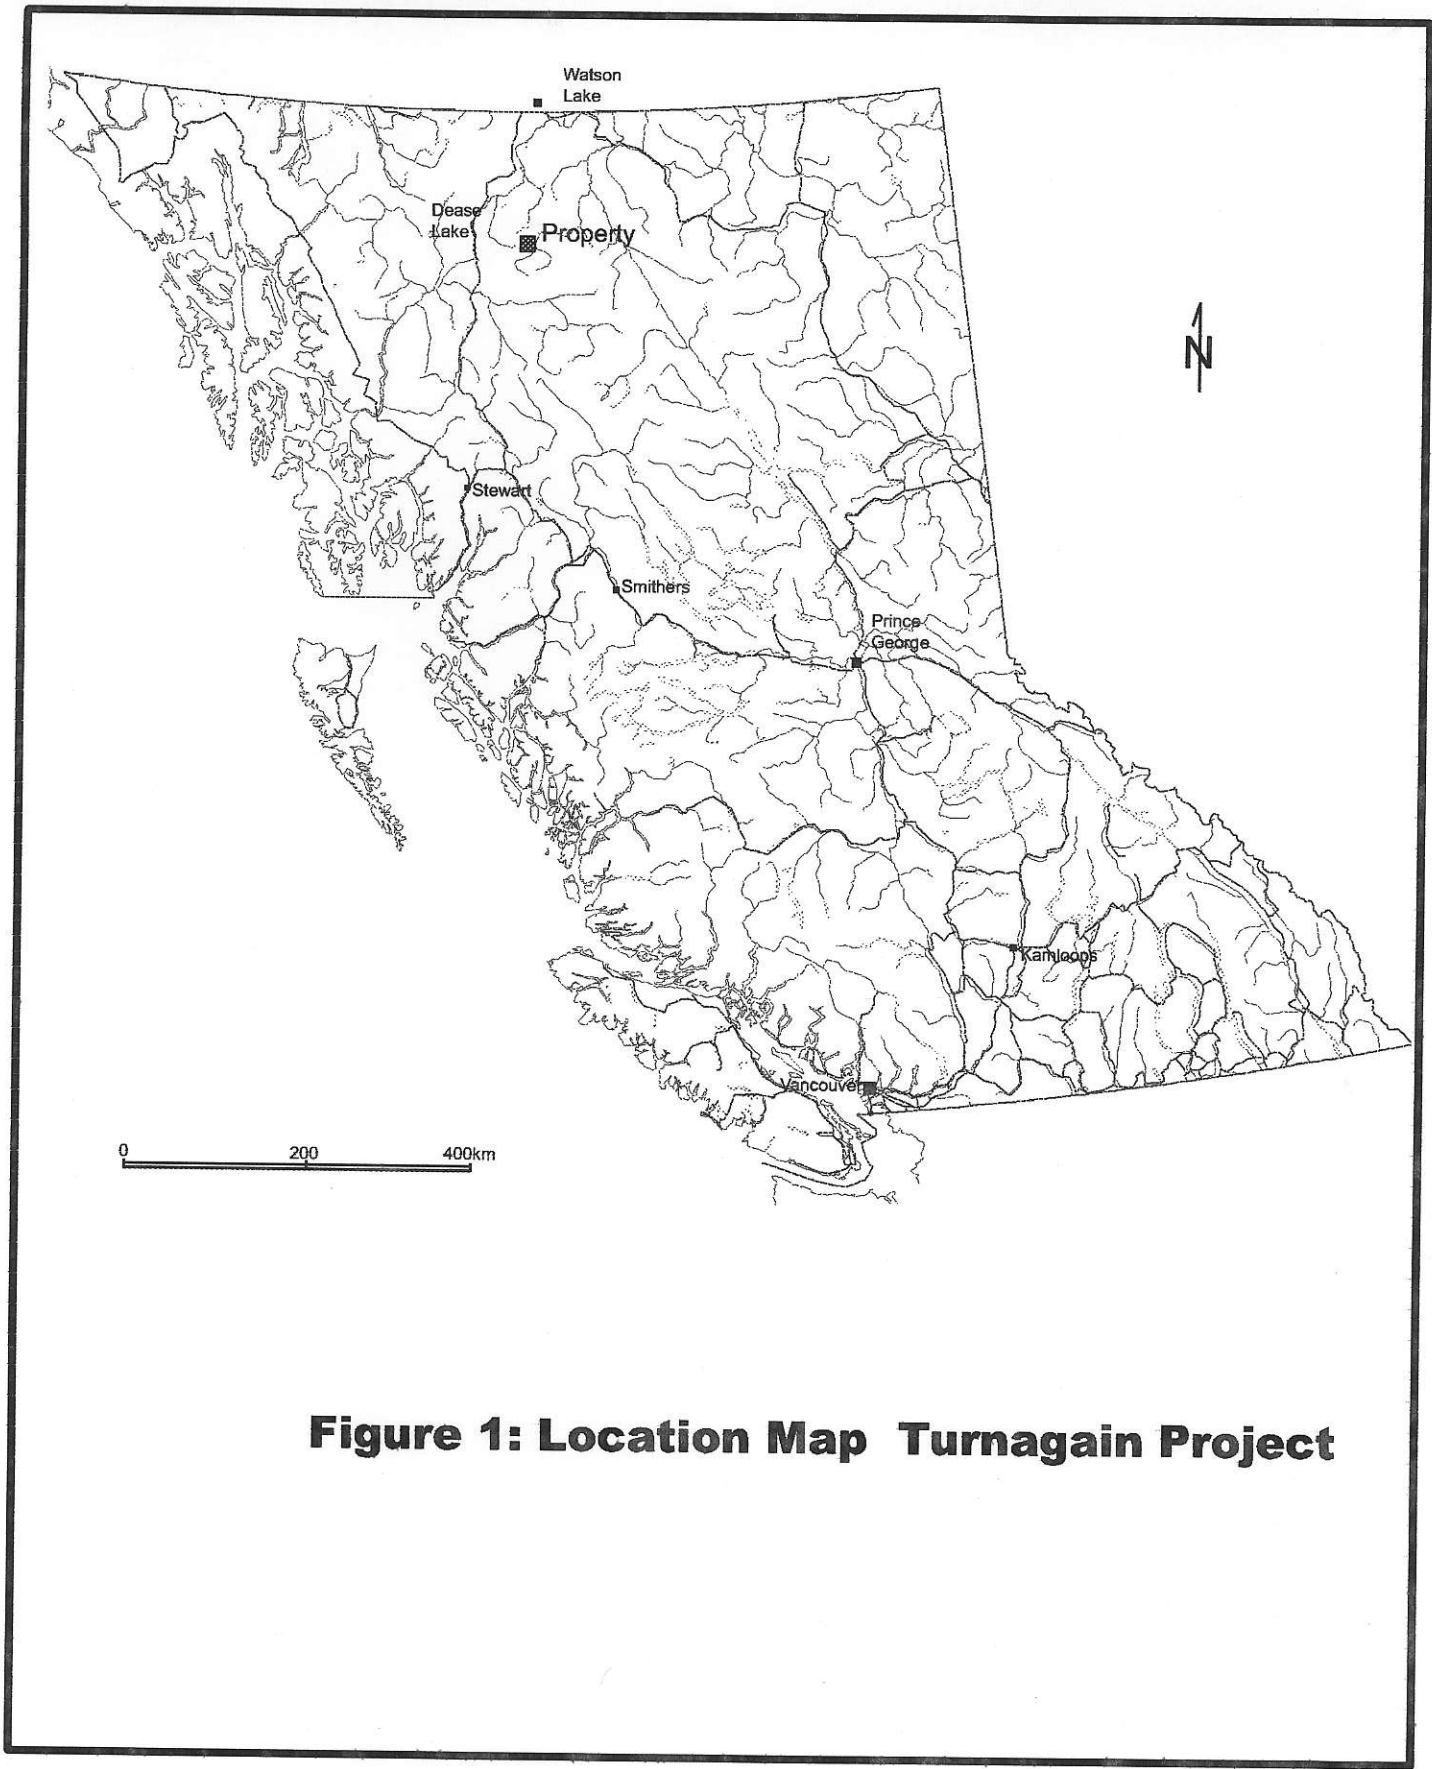 Watson
Lake
Dease
Lake
Property
N
Stewart
Smithers
Prince
George
Kamloops
Vancouver
0 200 400km
Figure 1: Location Map Turnagain Project